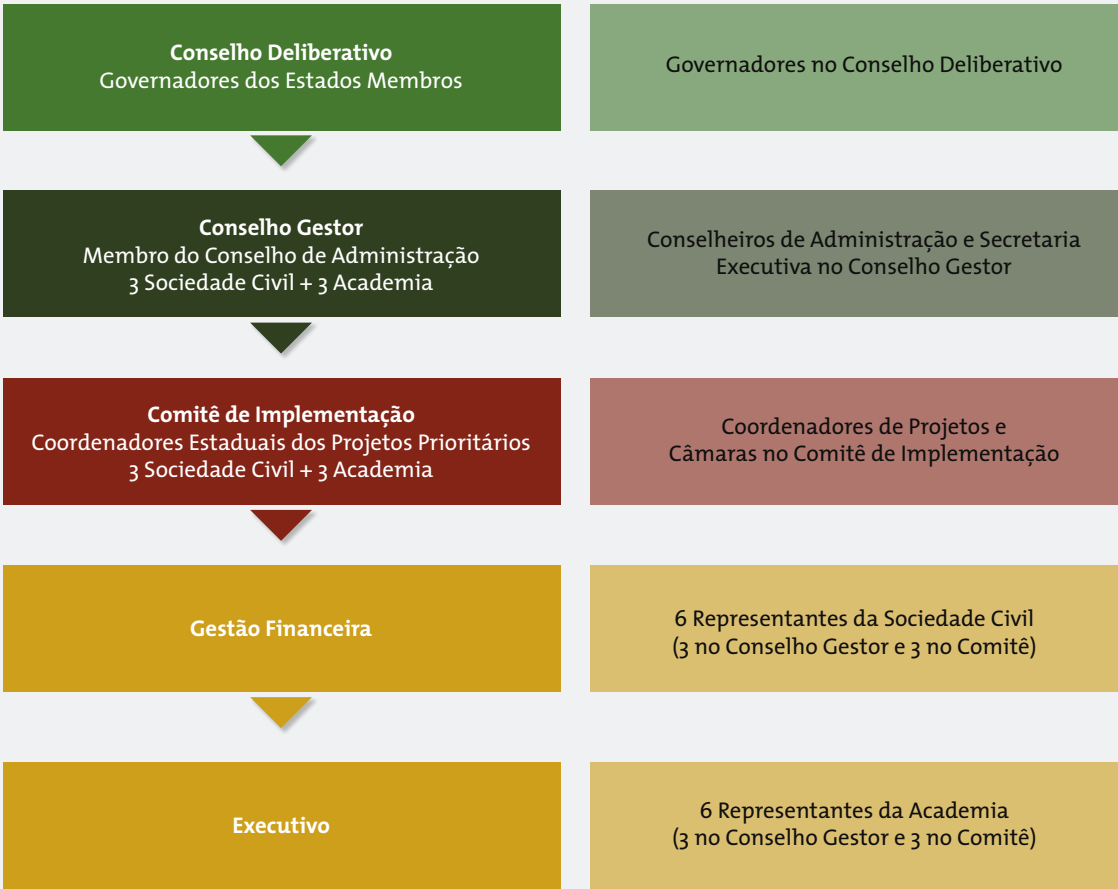 Conselho Deliberativo
Governadores dos Estados Membros
Governadores no Conselho Deliberativo
Conselho Gestor
Membro do Conselho de Administração
3 Sociedade Civil + 3 Academia
Conselheiros de Administração e Secretaria
Executiva no Conselho Gestor
Comitê de Implementação
Coordenadores Estaduais dos Projetos Prioritários
3 Sociedade Civil + 3 Academia
Coordenadores de Projetos e
Câmaras no Comitê de Implementação
Gestão Financeira
6 Representantes da Sociedade Civil
(3 no Conselho Gestor e 3 no Comitê)
Executivo
6 Representantes da Academia
(3 no Conselho Gestor e 3 no Comitê)